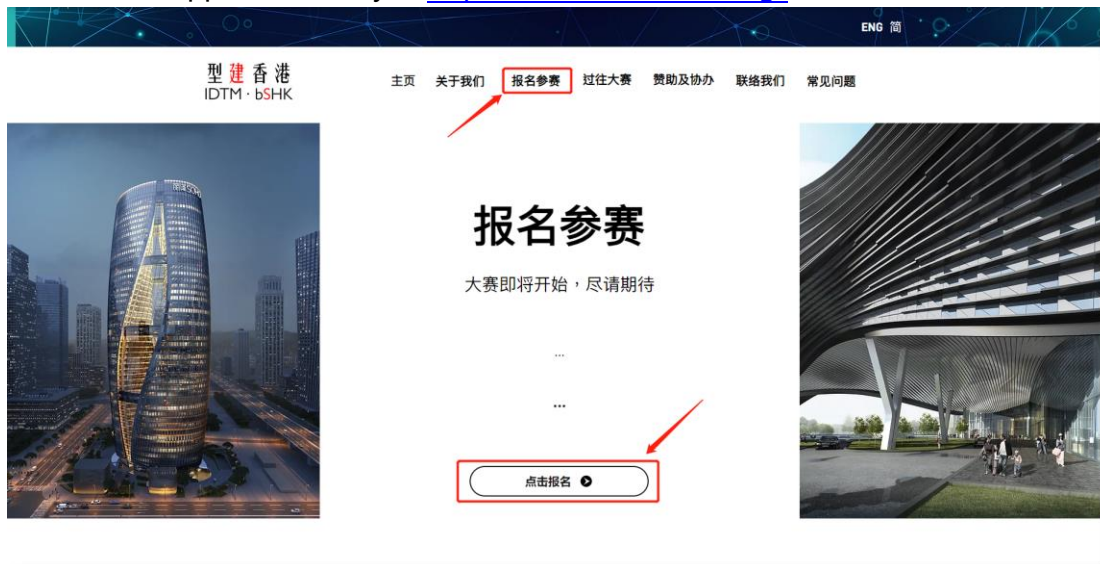 ENG 简
型建香港
IDTM · bSHK
主页 关于我们 报名参赛 过往大赛 赞助及协办 联络我们 常见问题
报名参赛
大赛即将开始，尽请期待
...
...
点击报名